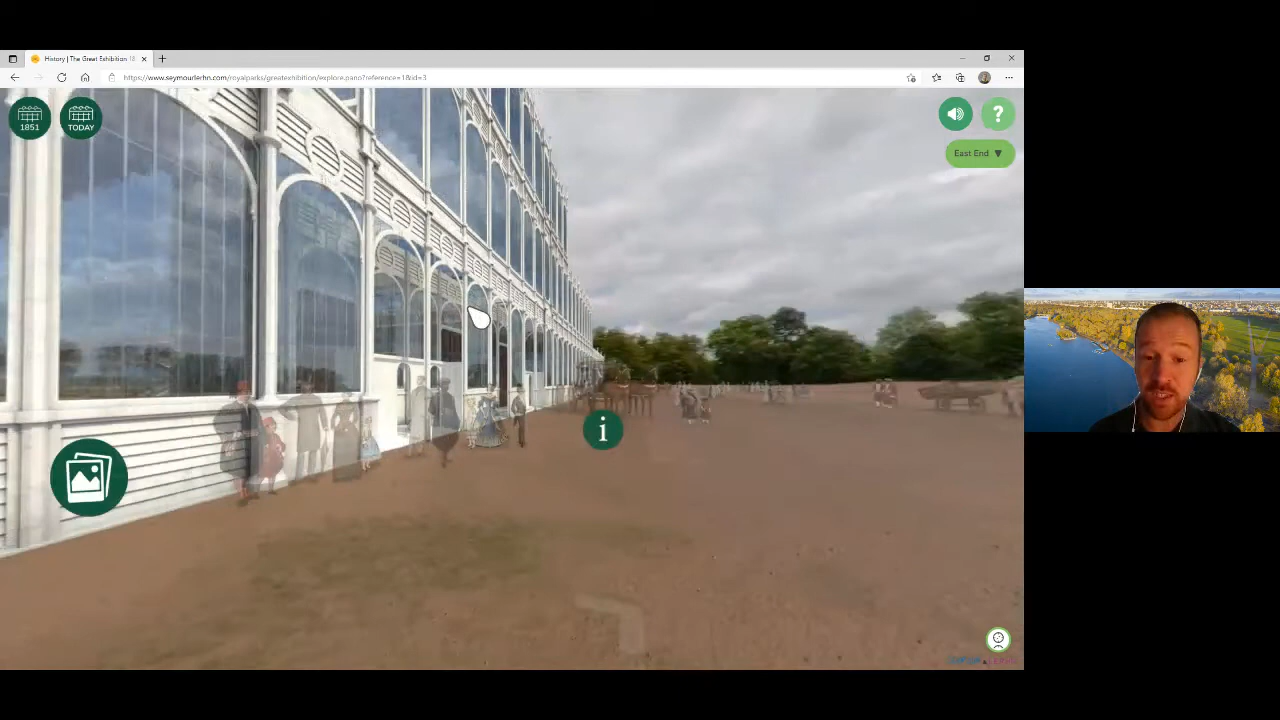 History | The Great Exhibition 18
https://www.seymourlerhn.com/royalparks/greatexhibition/explore.pano?reference=1&id=3
1851
TODAY
?
East End ▼
i